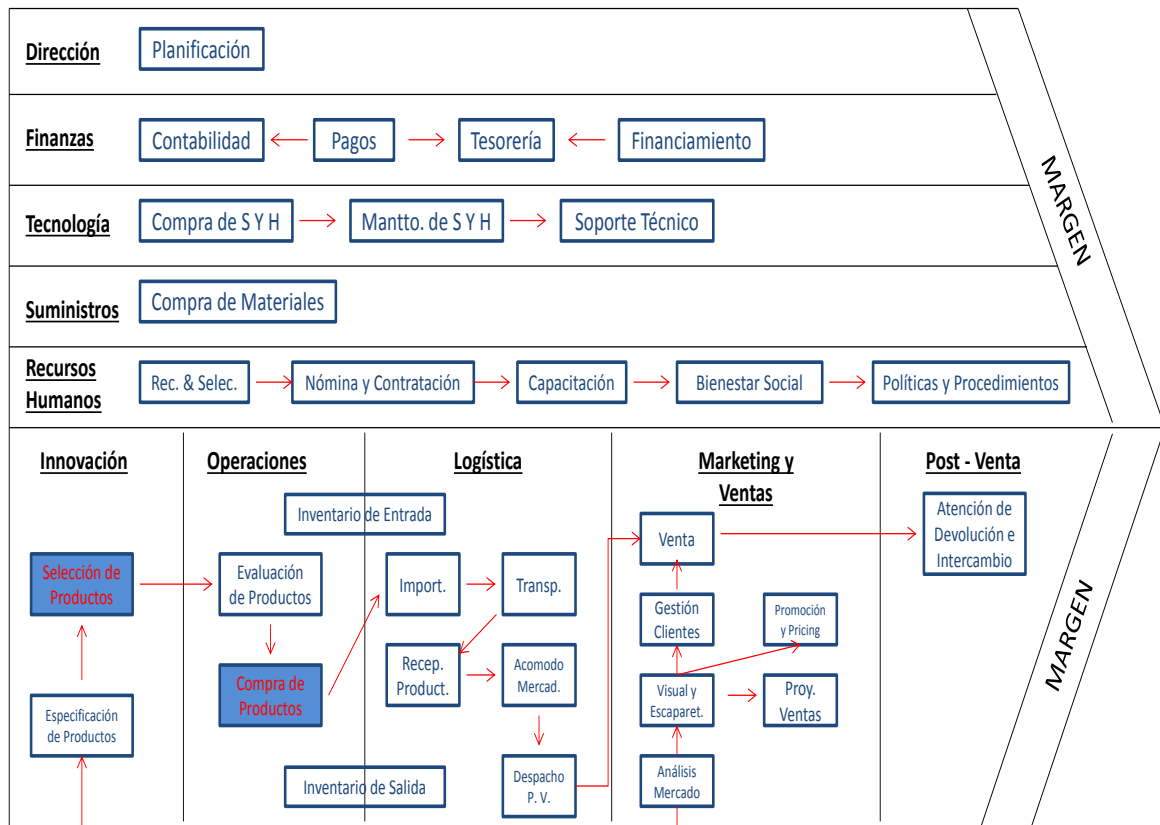 Dirección
Planificación
Finanzas
Contabilidad
Pagos
Tesorería
Financiamiento
Tecnología
Compra de S Y H
Mantto. de S Y H
Soporte Técnico
Suministros
Compra de Materiales
Recursos
Humanos
Rec. & Selec.
Nómina y Contratación
Capacitación
Bienestar Social
Políticas y Procedimientos
MARGEN
Innovación
Selección de
Productos
Especificación
de Productos
Operaciones
Inventario de Entrada
Evaluación
de Productos
Compra de
Productos
Inventario de Salida
Logística
Import.
Transp.
Recep.
Product.
Acomodo
Mercad.
Despacho
P. V.
Marketing y
Ventas
Venta
Gestión
Clientes
Promoción
y Pricing
Visual y
Escaparet.
Proy.
Ventas
Análisis
Mercado
Post - Venta
Atención de
Devolución e
Intercambio
MARGEN